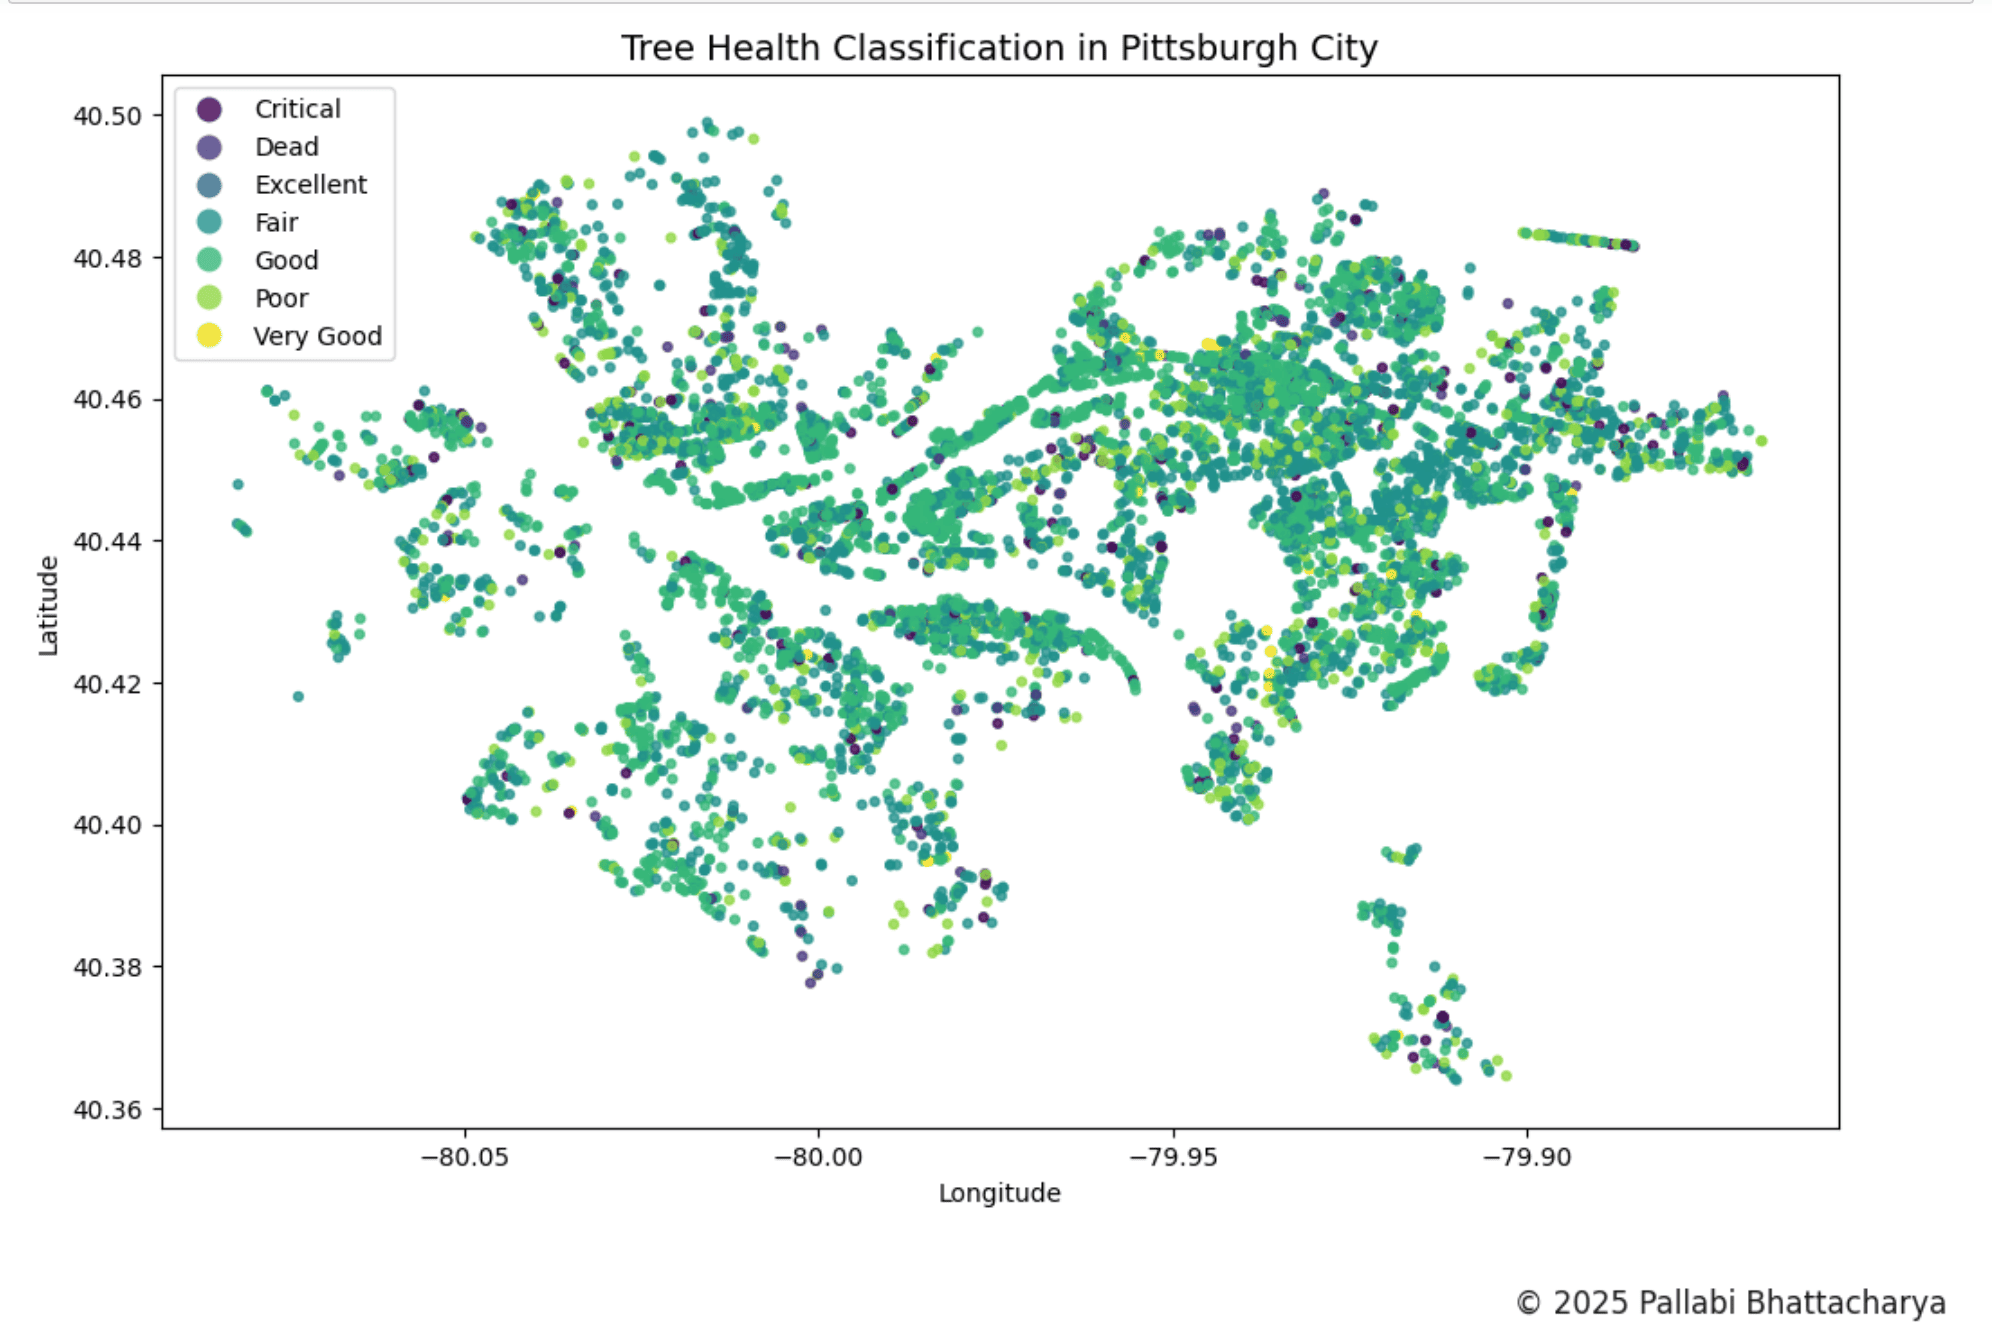 Tree Health Classification in Pittsburgh City
Critical
Dead
Excellent
Fair
Good
Poor
Very Good
40.50
40.48
40.46
40.44
40.42
40.40
40.38
40.36
Latitude
−80.05
−80.00
−79.95
−79.90
Longitude
© 2025 Pallabi Bhattacharya